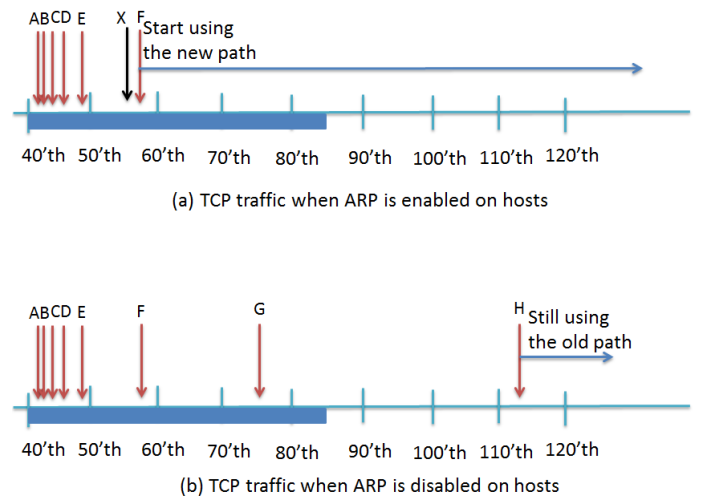 ABCD E X F
Start using
the new path
40’th 50’th 60’th 70’th 80’th 90’th 100’th 110’th 120’th
(a) TCP traffic when ARP is enabled on hosts
ABCD E F G H
Still using
the old path
40’th 50’th 60’th 70’th 80’th 90’th 100’th 110’th 120’th
(b) TCP traffic when ARP is disabled on hosts